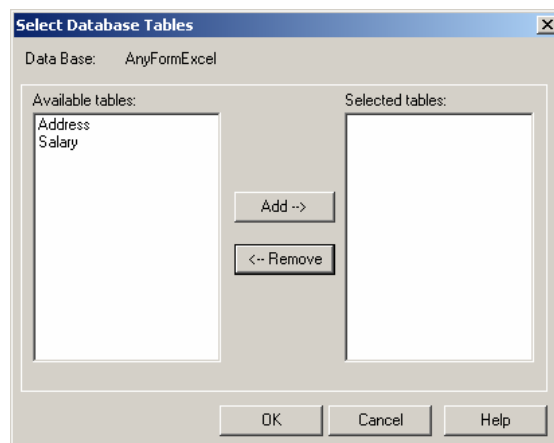 Select Database Tables
Data Base: AnyFormExcel
Available tables:
Selected tables:
Address
Salary
Add -->
<-- Remove
OK
Cancel
Help